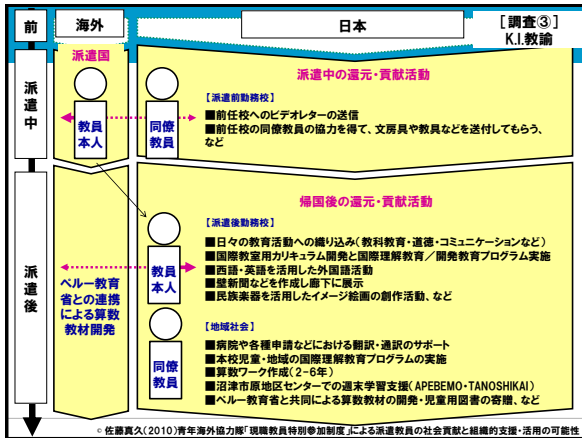 前
海外
日本
[調査③]
K.I.教諭
派遣中
派遣国
教員
本人
同僚
教員
派遣中の還元・貢献活動
【派遣前勤務校】
■前任校へのビデオレターの送信
■前任校の同僚教員の協力を得て、文房具や教具などを送付してもらう、
など
派遣後
帰国後の還元・貢献活動
【派遣後勤務校】
■日々の教育活動への織り込み(教科教育・道徳・コミュニケーションなど)
■国際教室用カリキュラム開発と国際理解教育/開発教育プログラム実施
■西語・英語を活用した外国語活動
■壁新聞などを作成し廊下に展示
■民族楽器を活用したイメージ絵画の創作活動、など
教員
本人
ペルー教育
省との連携
による算数
教材開発
【地域社会】
■病院や各種申請などにおける翻訳・通訳のサポート
■本校児童・地域の国際理解教育プログラムの実施
■算数ワーク作成(2-6年)
■沼津市原地区センターでの週末学習支援(APEBEMO・TANOSHIKAI)
■ペルー教育省と共同による算数教材の開発・児童用図書の寄贈、など
同僚
教員
© 佐藤真久(2010)青年海外協力隊「現職教員特別参加制度」による派遣教員の社会貢献と組織的支援・活用の可能性